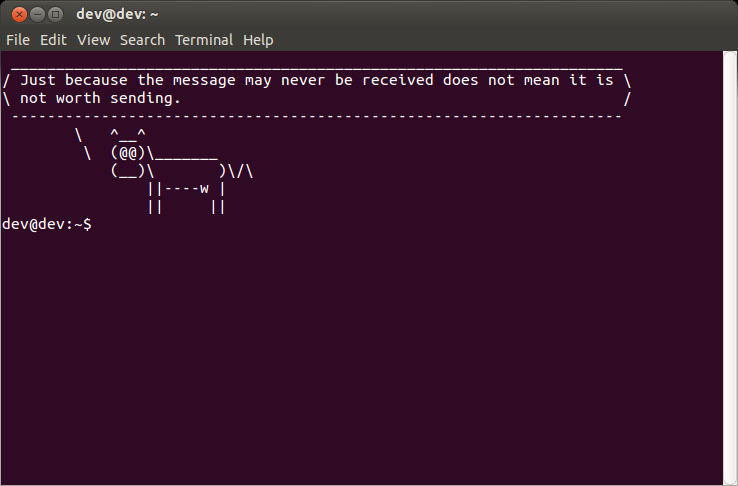 dev@dev: ~
File Edit View Search Terminal Help
 ____________________________________________________________________
/ Just because the message may never be received does not mean it is \
\ not worth sending.                                                 /
 --------------------------------------------------------------------
        \   ^__^
         \  (@@)\_______
            (__)\       )\/\
                ||----w |
                ||     ||
dev@dev:~$